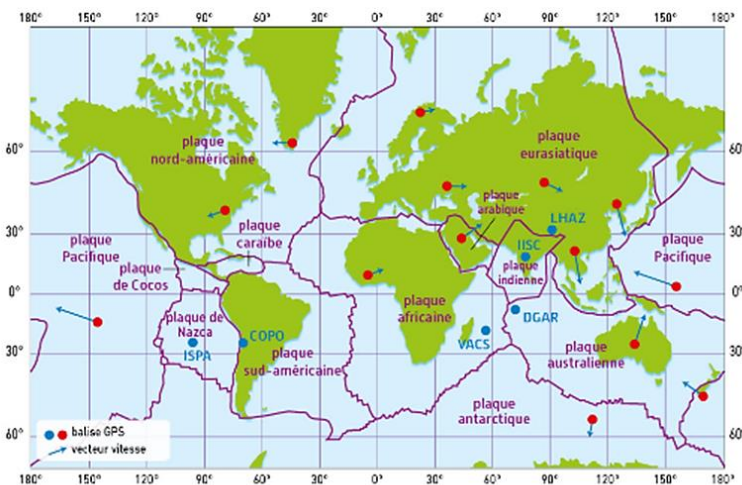 180° 150° 120° 90° 60° 30° 0° 30° 60° 90° 120° 150° 180°
plaque
nord-américaine
plaque
eurasiatique
60° 60°
plaque
arabique
LHAZ
plaque
caraïbe
30° 30°
plaque
Pacifique
IISC
plaque
indienne
plaque
Pacifique
plaque
de Cocos
0° 0°
plaque
africaine
plaque de
Nazca
ISPA
COPO
plaque
sud-américaine
VACS
DGAR
plaque
australienne
30° 30°
plaque
antarctique
balise GPS
vecteur vitesse
60° 60°
180° 150° 120° 90° 60° 30° 0° 30° 60° 90° 120° 150° 180°